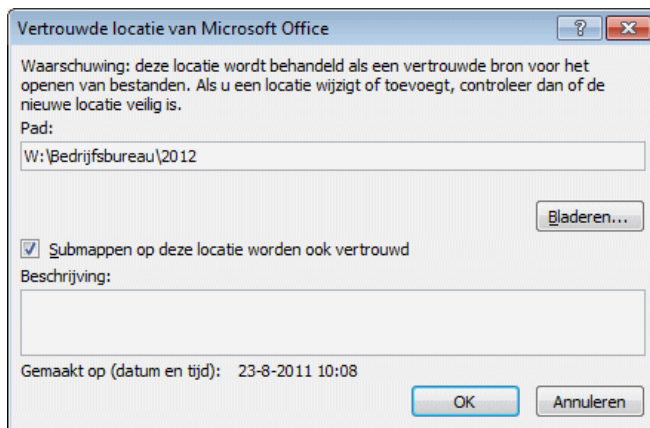 Vertrouwde locatie van Microsoft Office
Waarschuwing: deze locatie wordt behandeld als een vertrouwde bron voor het
openen van bestanden. Als u een locatie wijzigt of toevoegt, controleer dan of de
nieuwe locatie veilig is.
Pad:
W:\Bedrijfsbureau\2012
Bladeren...
Submappen op deze locatie worden ook vertrouwd
Beschrijving:
Gemaakt op (datum en tijd): 23-8-2011 10:08
OK Annuleren